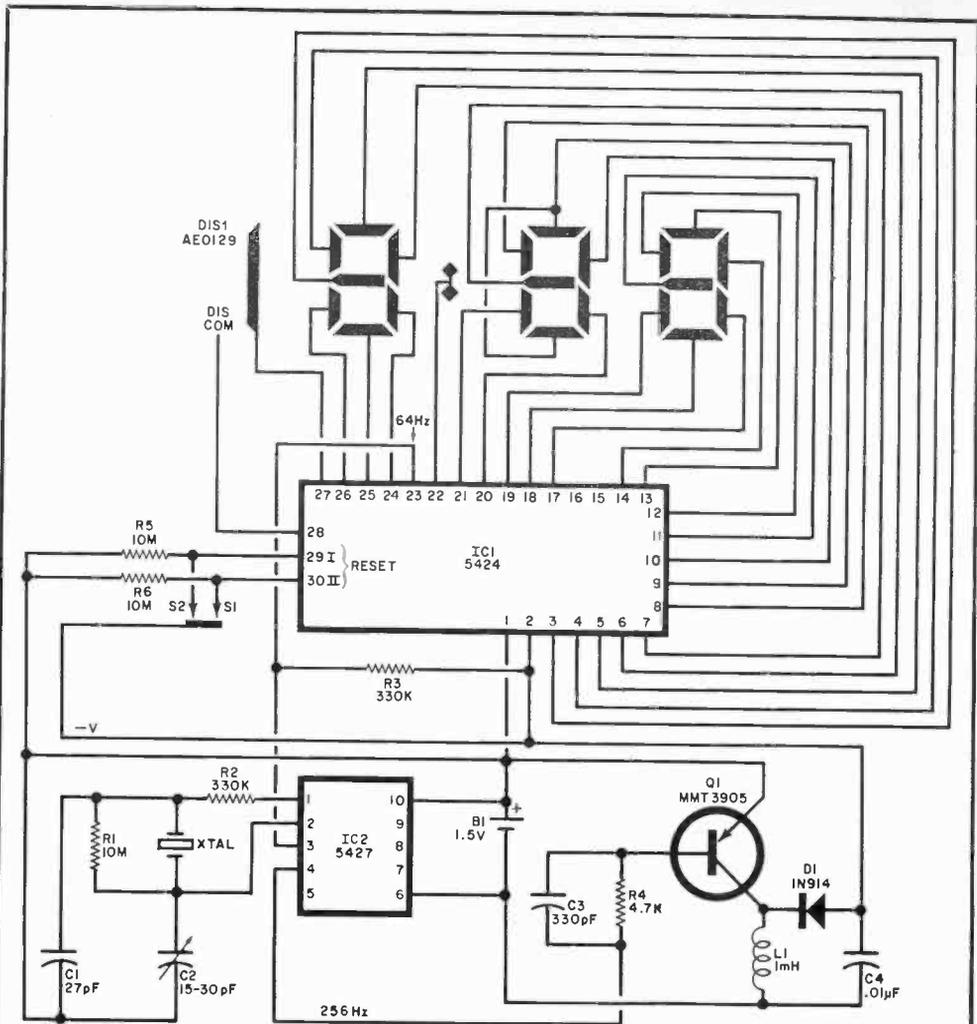 DIS1
AE0129
DIS
COM
64Hz
27 26 25 24 23 22 21 20 19 18 17 16 15 14 13
28
29 I
30 II
RESET
IC1
5424
12
11
10
9
8
1 2 3 4 5 6 7
R5
10M
R6
10M
S2 S1
R3
330K
–V
R2
330K
R1
10M
XTAL
1
2
3
4
5
IC2
5427
10
9
8
7
6
B1
1.5V
+
Q1
MMT3905
D1
1N914
C3
330pF
R4
4.7K
L1
1mH
C4
.01µF
C1
27pF
C2
15-30pF
256Hz